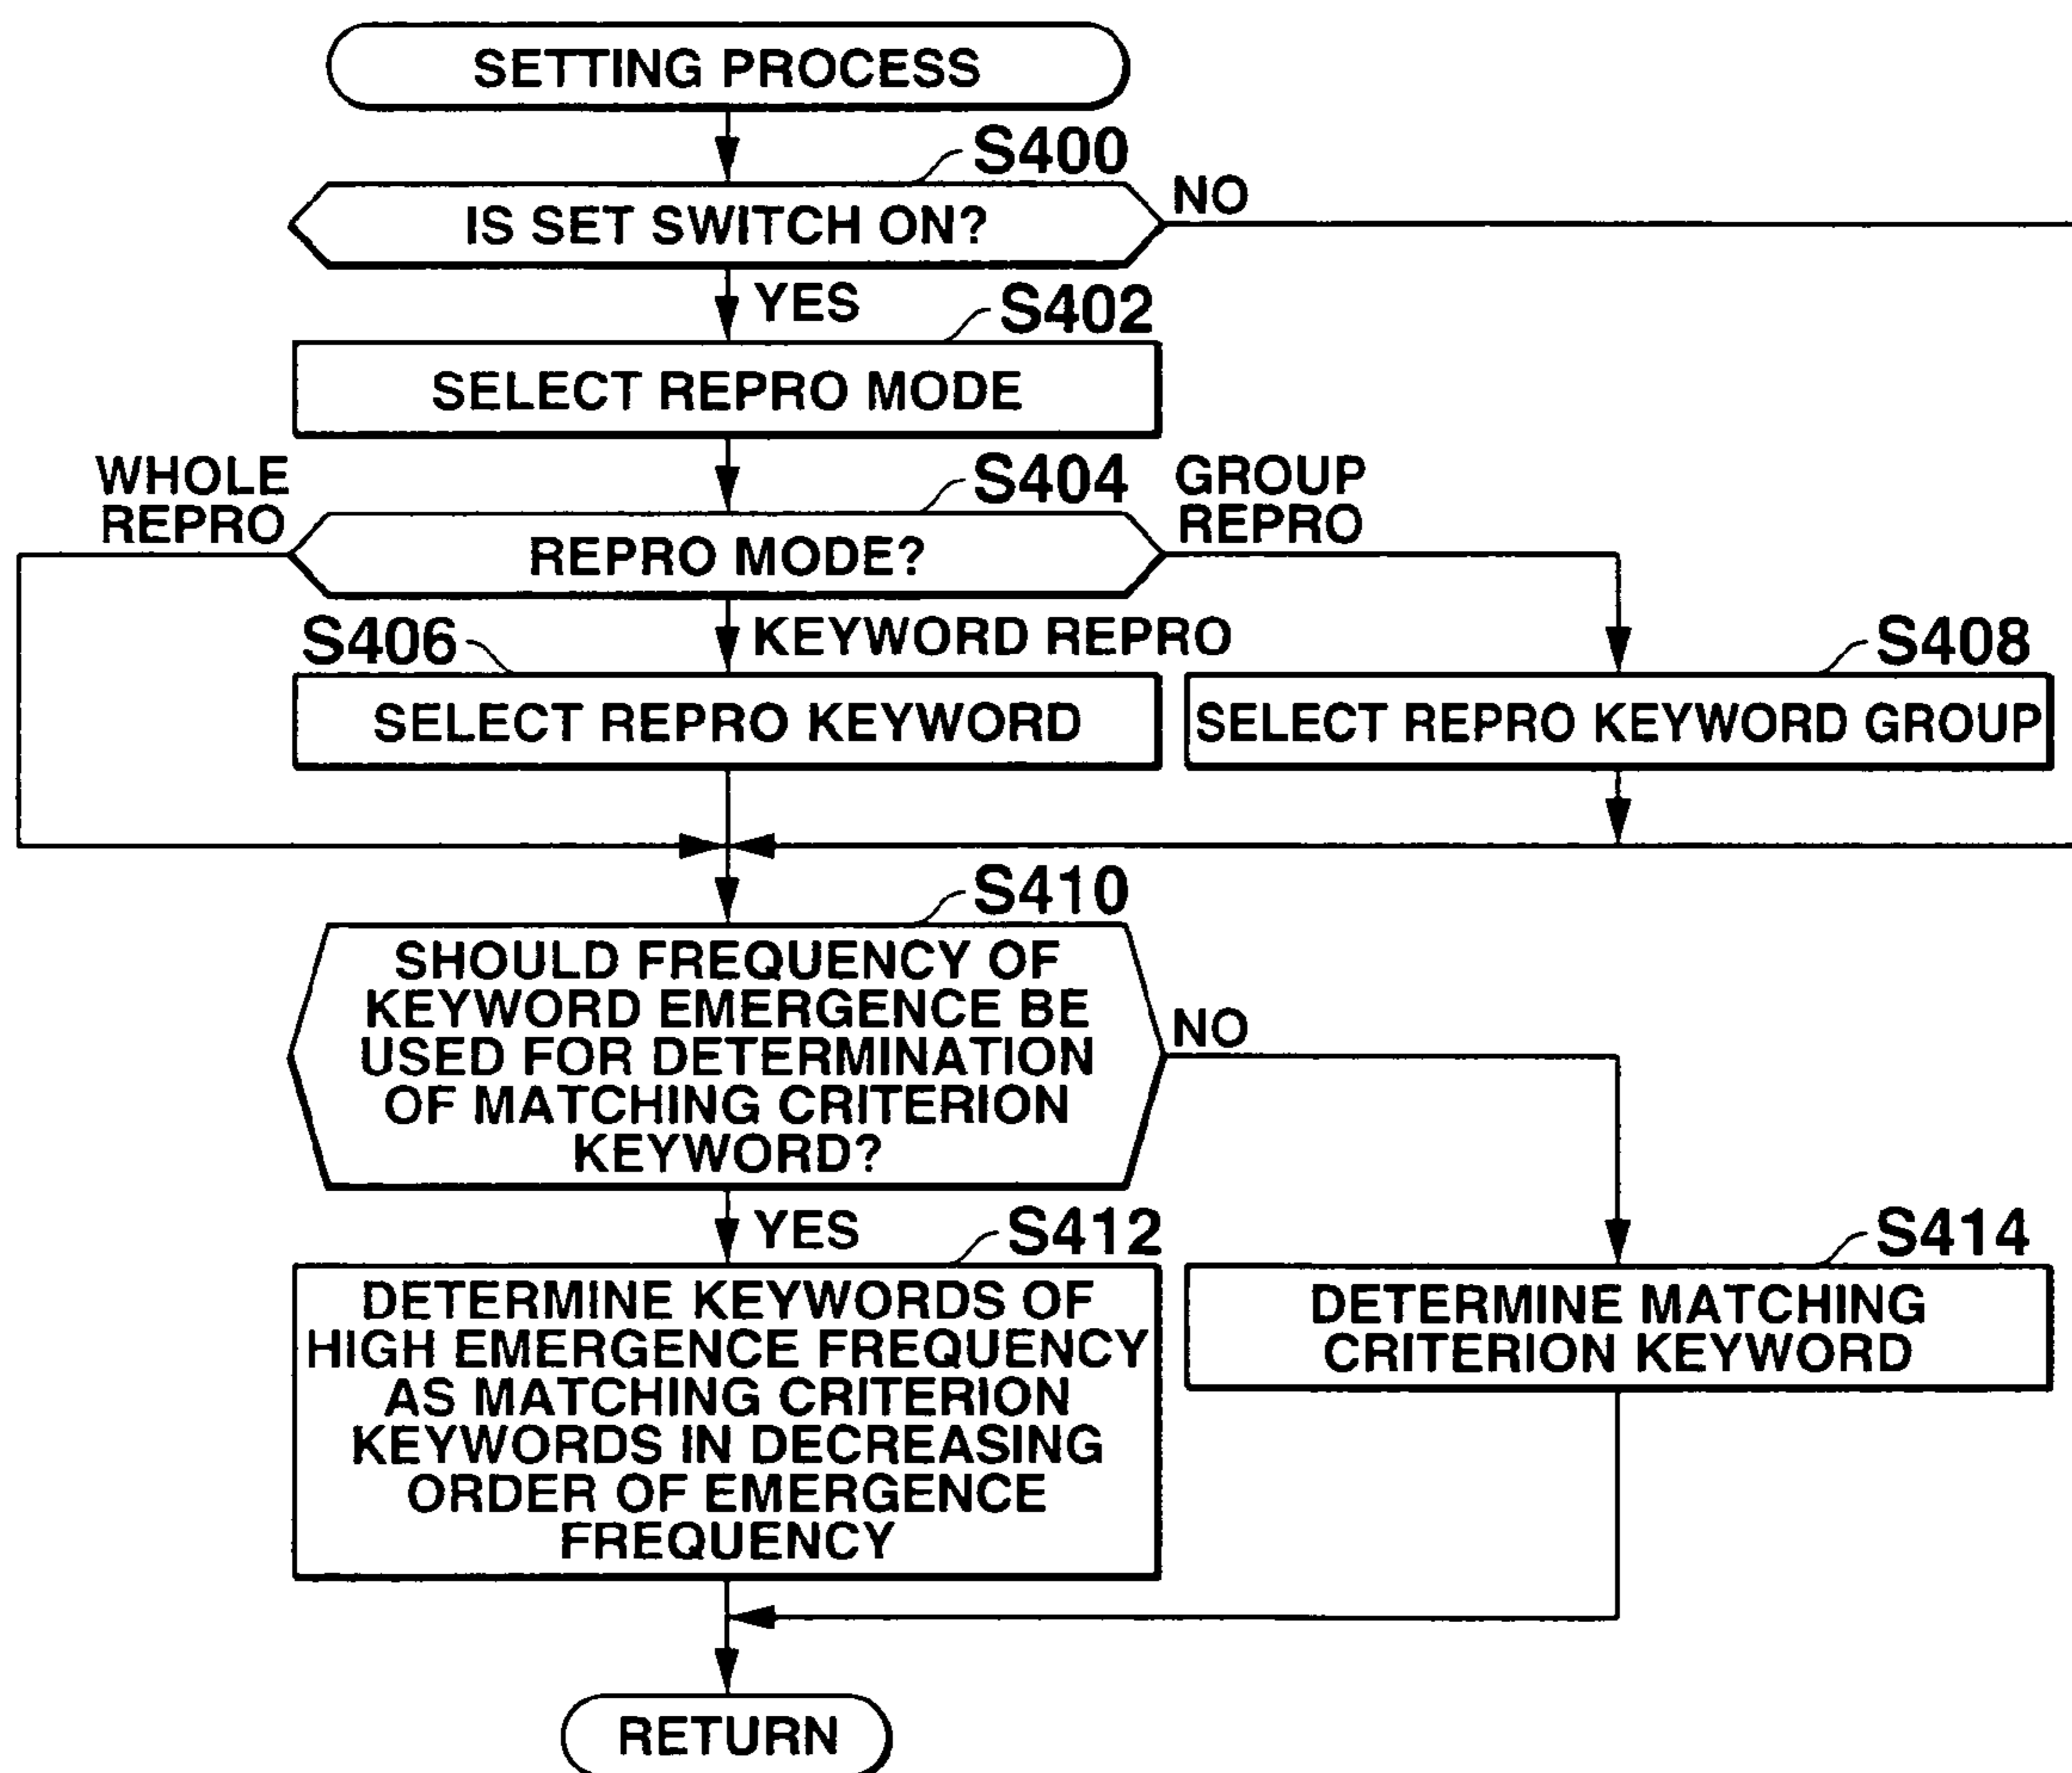 SETTING PROCESS
S400
IS SET SWITCH ON?
NO
YES
S402
SELECT REPRO MODE
WHOLE
REPRO
S404
GROUP
REPRO
REPRO MODE?
S406
KEYWORD REPRO
S408
SELECT REPRO KEYWORD
SELECT REPRO KEYWORD GROUP
S410
SHOULD FREQUENCY OF
KEYWORD EMERGENCE BE
USED FOR DETERMINATION
OF MATCHING CRITERION
KEYWORD?
NO
YES
S412
S414
DETERMINE KEYWORDS OF
HIGH EMERGENCE FREQUENCY
AS MATCHING CRITERION
KEYWORDS IN DECREASING
ORDER OF EMERGENCE
FREQUENCY
DETERMINE MATCHING
CRITERION KEYWORD
RETURN